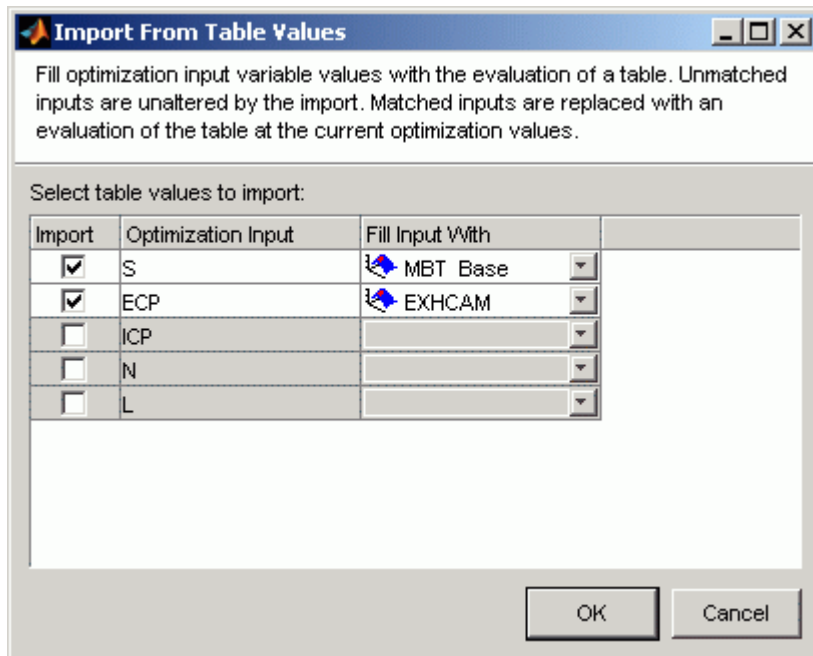 Import From Table Values
Fill optimization input variable values with the evaluation of a table. Unmatched
inputs are unaltered by the import. Matched inputs are replaced with an
evaluation of the table at the current optimization values.
Select table values to import:
Import Optimization Input Fill Input With
S MBT_Base
ECP EXHCAM
ICP
N
L
OK Cancel